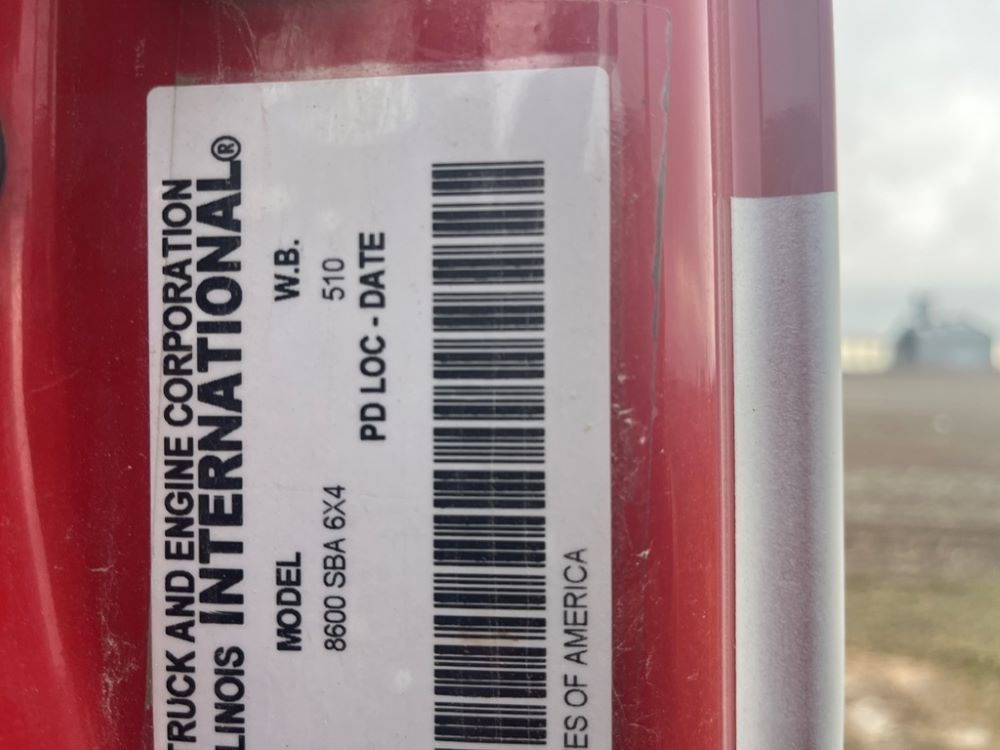 TRUCK AND ENGINE CORPORATION
LINOIS INTERNATIONAL®
MODEL W.B.
8600 SBA 6X4 510
PD LOC - DATE
ES OF AMERICA